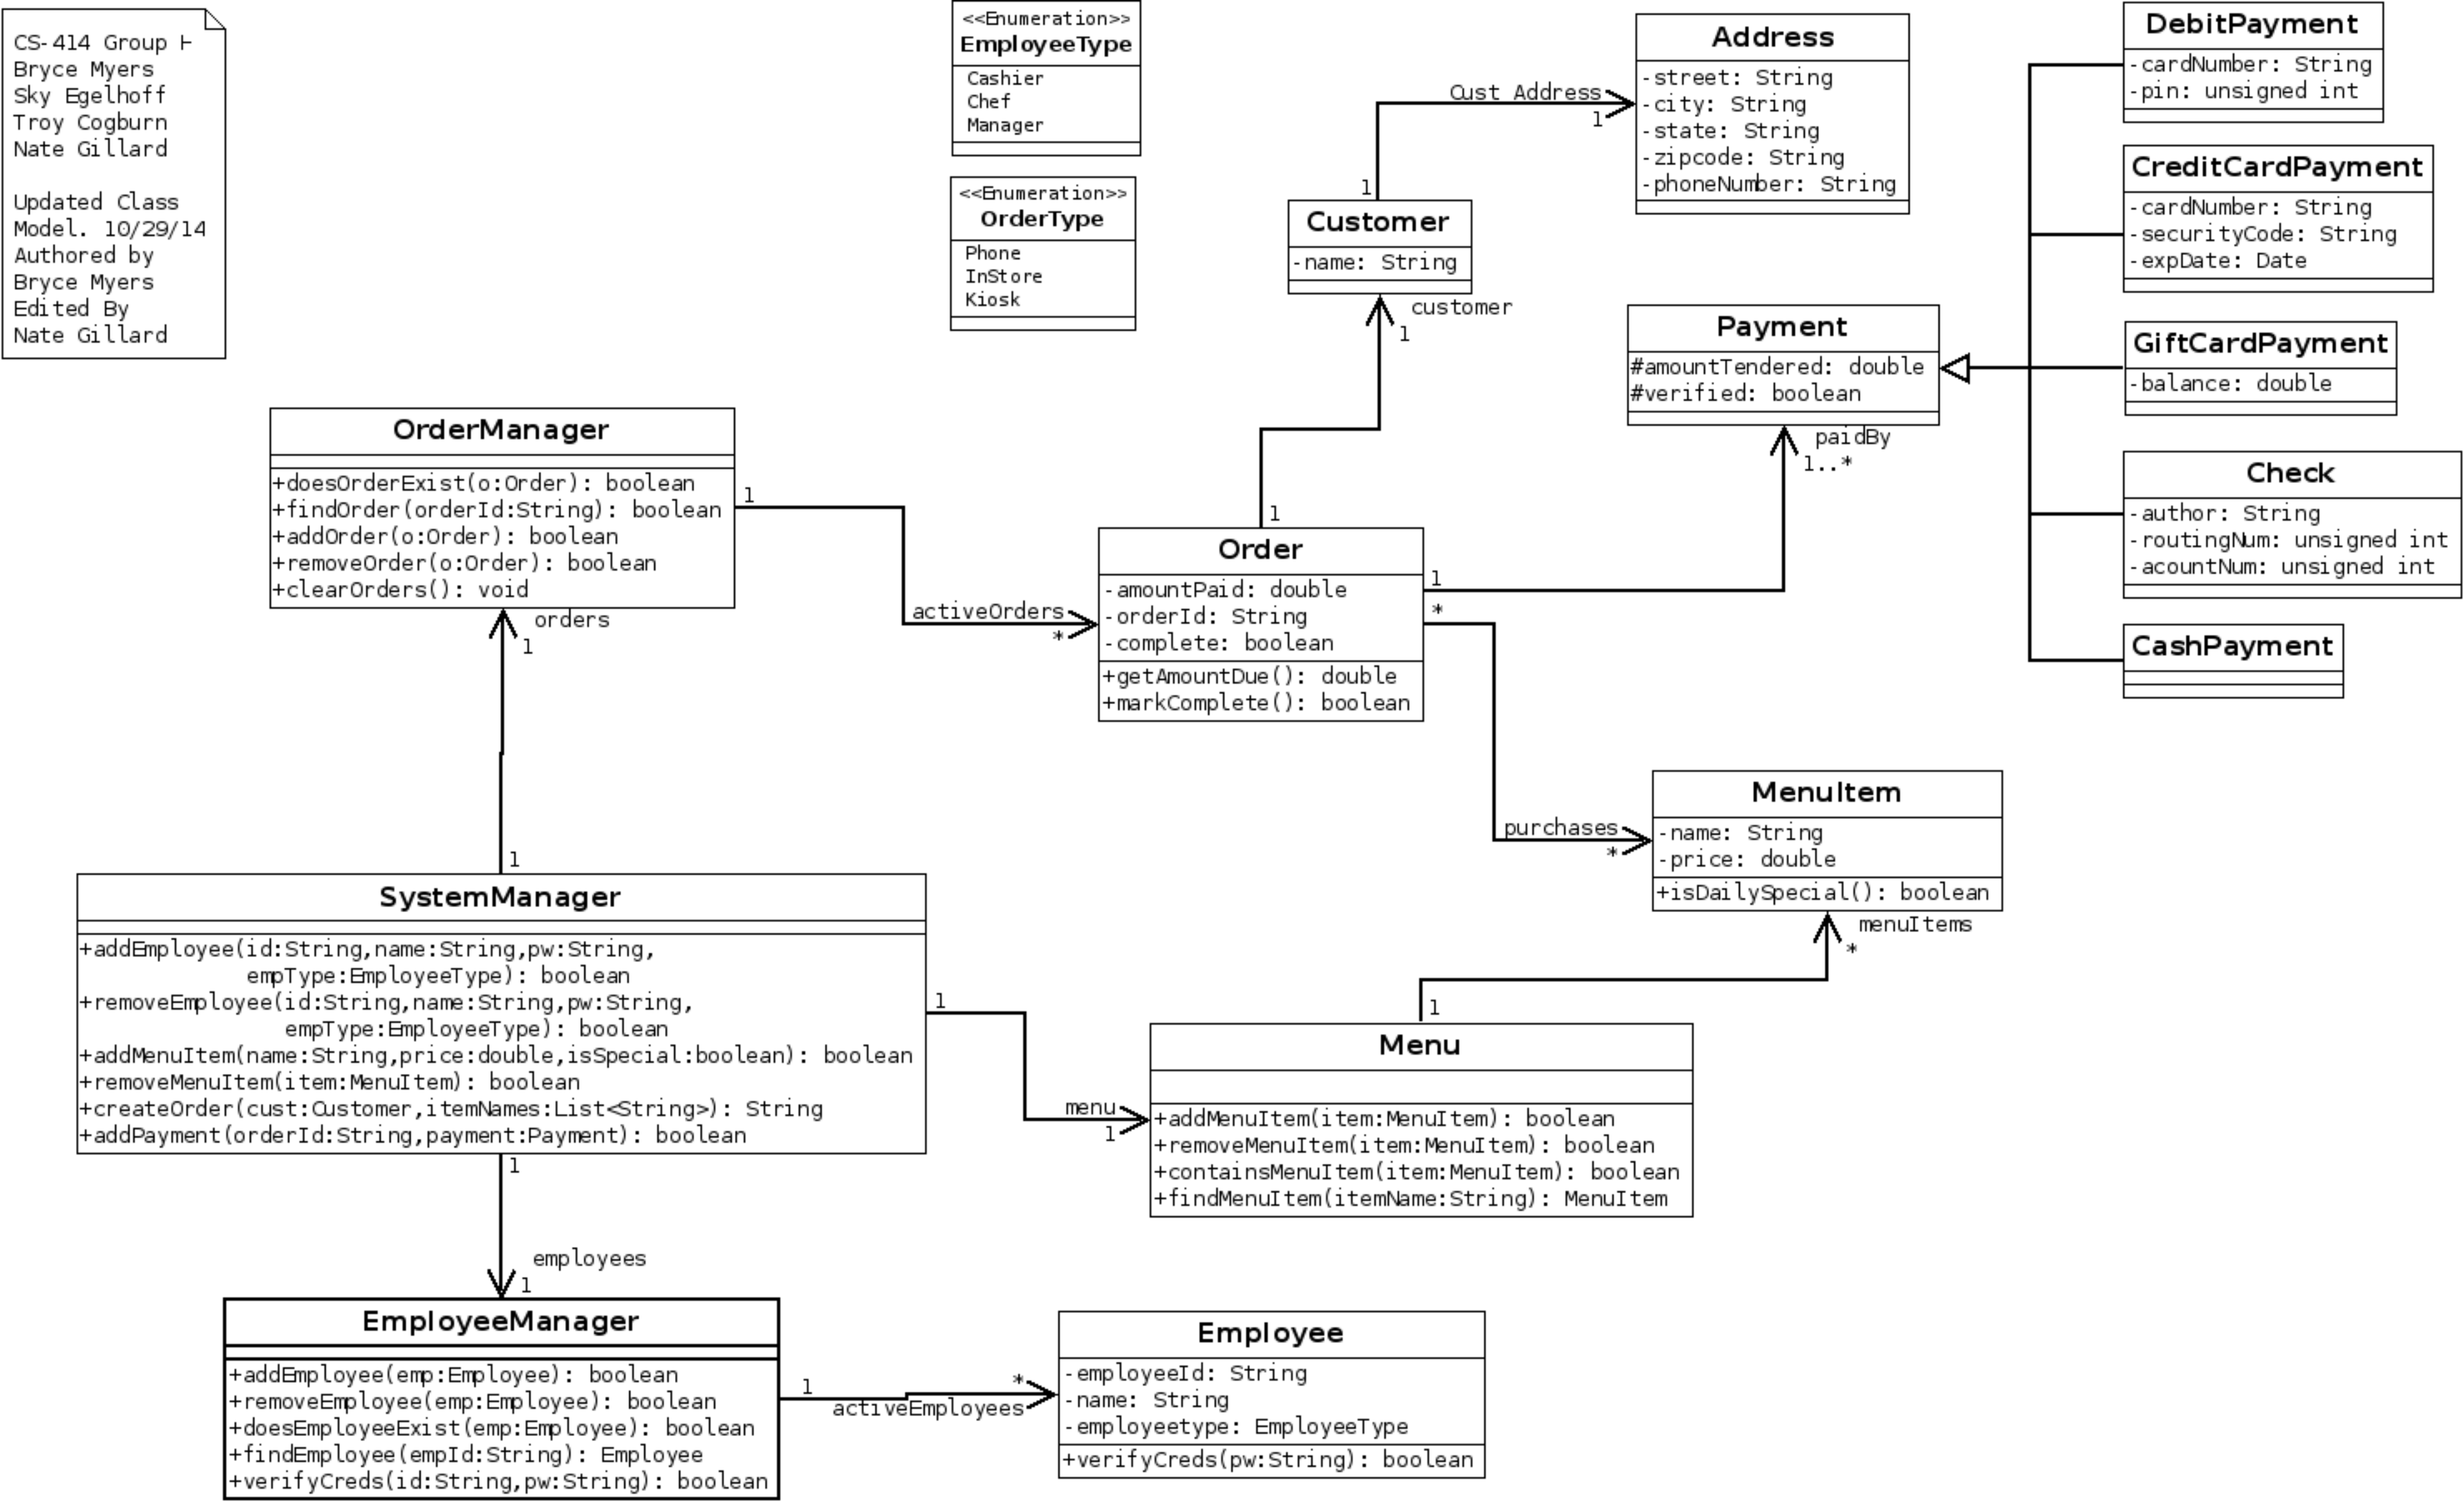 CS-414 Group H
Bryce Myers
Sky Egelhoff
Troy Cogburn
Nate Gillard
Updated Class
Model. 10/29/14
Authored by
Bryce Myers
Edited By
Nate Gillard
<<Enumeration>>
EmployeeType
Cashier
Chef
Manager
<<Enumeration>>
OrderType
Phone
InStore
Kiosk
Address
-street: String
-city: String
-state: String
-zipcode: String
-phoneNumber: String
Cust Address
1
1
Customer
-name: String
customer
1
1
DebitPayment
-cardNumber: String
-pin: unsigned int
CreditCardPayment
-cardNumber: String
-securityCode: String
-expDate: Date
GiftCardPayment
-balance: double
Check
-author: String
-routingNum: unsigned int
-acountNum: unsigned int
CashPayment
Payment
#amountTendered: double
#verified: boolean
paidBy
1..*
OrderManager
+doesOrderExist(o:Order): boolean
+findOrder(orderId:String): boolean
+addOrder(o:Order): boolean
+removeOrder(o:Order): boolean
+clearOrders(): void
1
orders
1
activeOrders
*
Order
-amountPaid: double
-orderId: String
-complete: boolean
+getAmountDue(): double
+markComplete(): boolean
1
*
purchases
*
MenuItem
-name: String
-price: double
+isDailySpecial(): boolean
menuItems
*
1
1
SystemManager
+addEmployee(id:String,name:String,pw:String,
empType:EmployeeType): boolean
+removeEmployee(id:String,name:String,pw:String,
empType:EmployeeType): boolean
+addMenuItem(name:String,price:double,isSpecial:boolean): boolean
+removeMenuItem(item:MenuItem): boolean
+createOrder(cust:Customer,itemNames:List<String>): String
+addPayment(orderId:String,payment:Payment): boolean
1
menu
1
Menu
+addMenuItem(item:MenuItem): boolean
+removeMenuItem(item:MenuItem): boolean
+containsMenuItem(item:MenuItem): boolean
+findMenuItem(itemName:String): MenuItem
1
employees
1
EmployeeManager
+addEmployee(emp:Employee): boolean
+removeEmployee(emp:Employee): boolean
+doesEmployeeExist(emp:Employee): boolean
+findEmployee(empId:String): Employee
+verifyCreds(id:String,pw:String): boolean
1
*
activeEmployees
Employee
-employeeId: String
-name: String
-employeetype: EmployeeType
+verifyCreds(pw:String): boolean